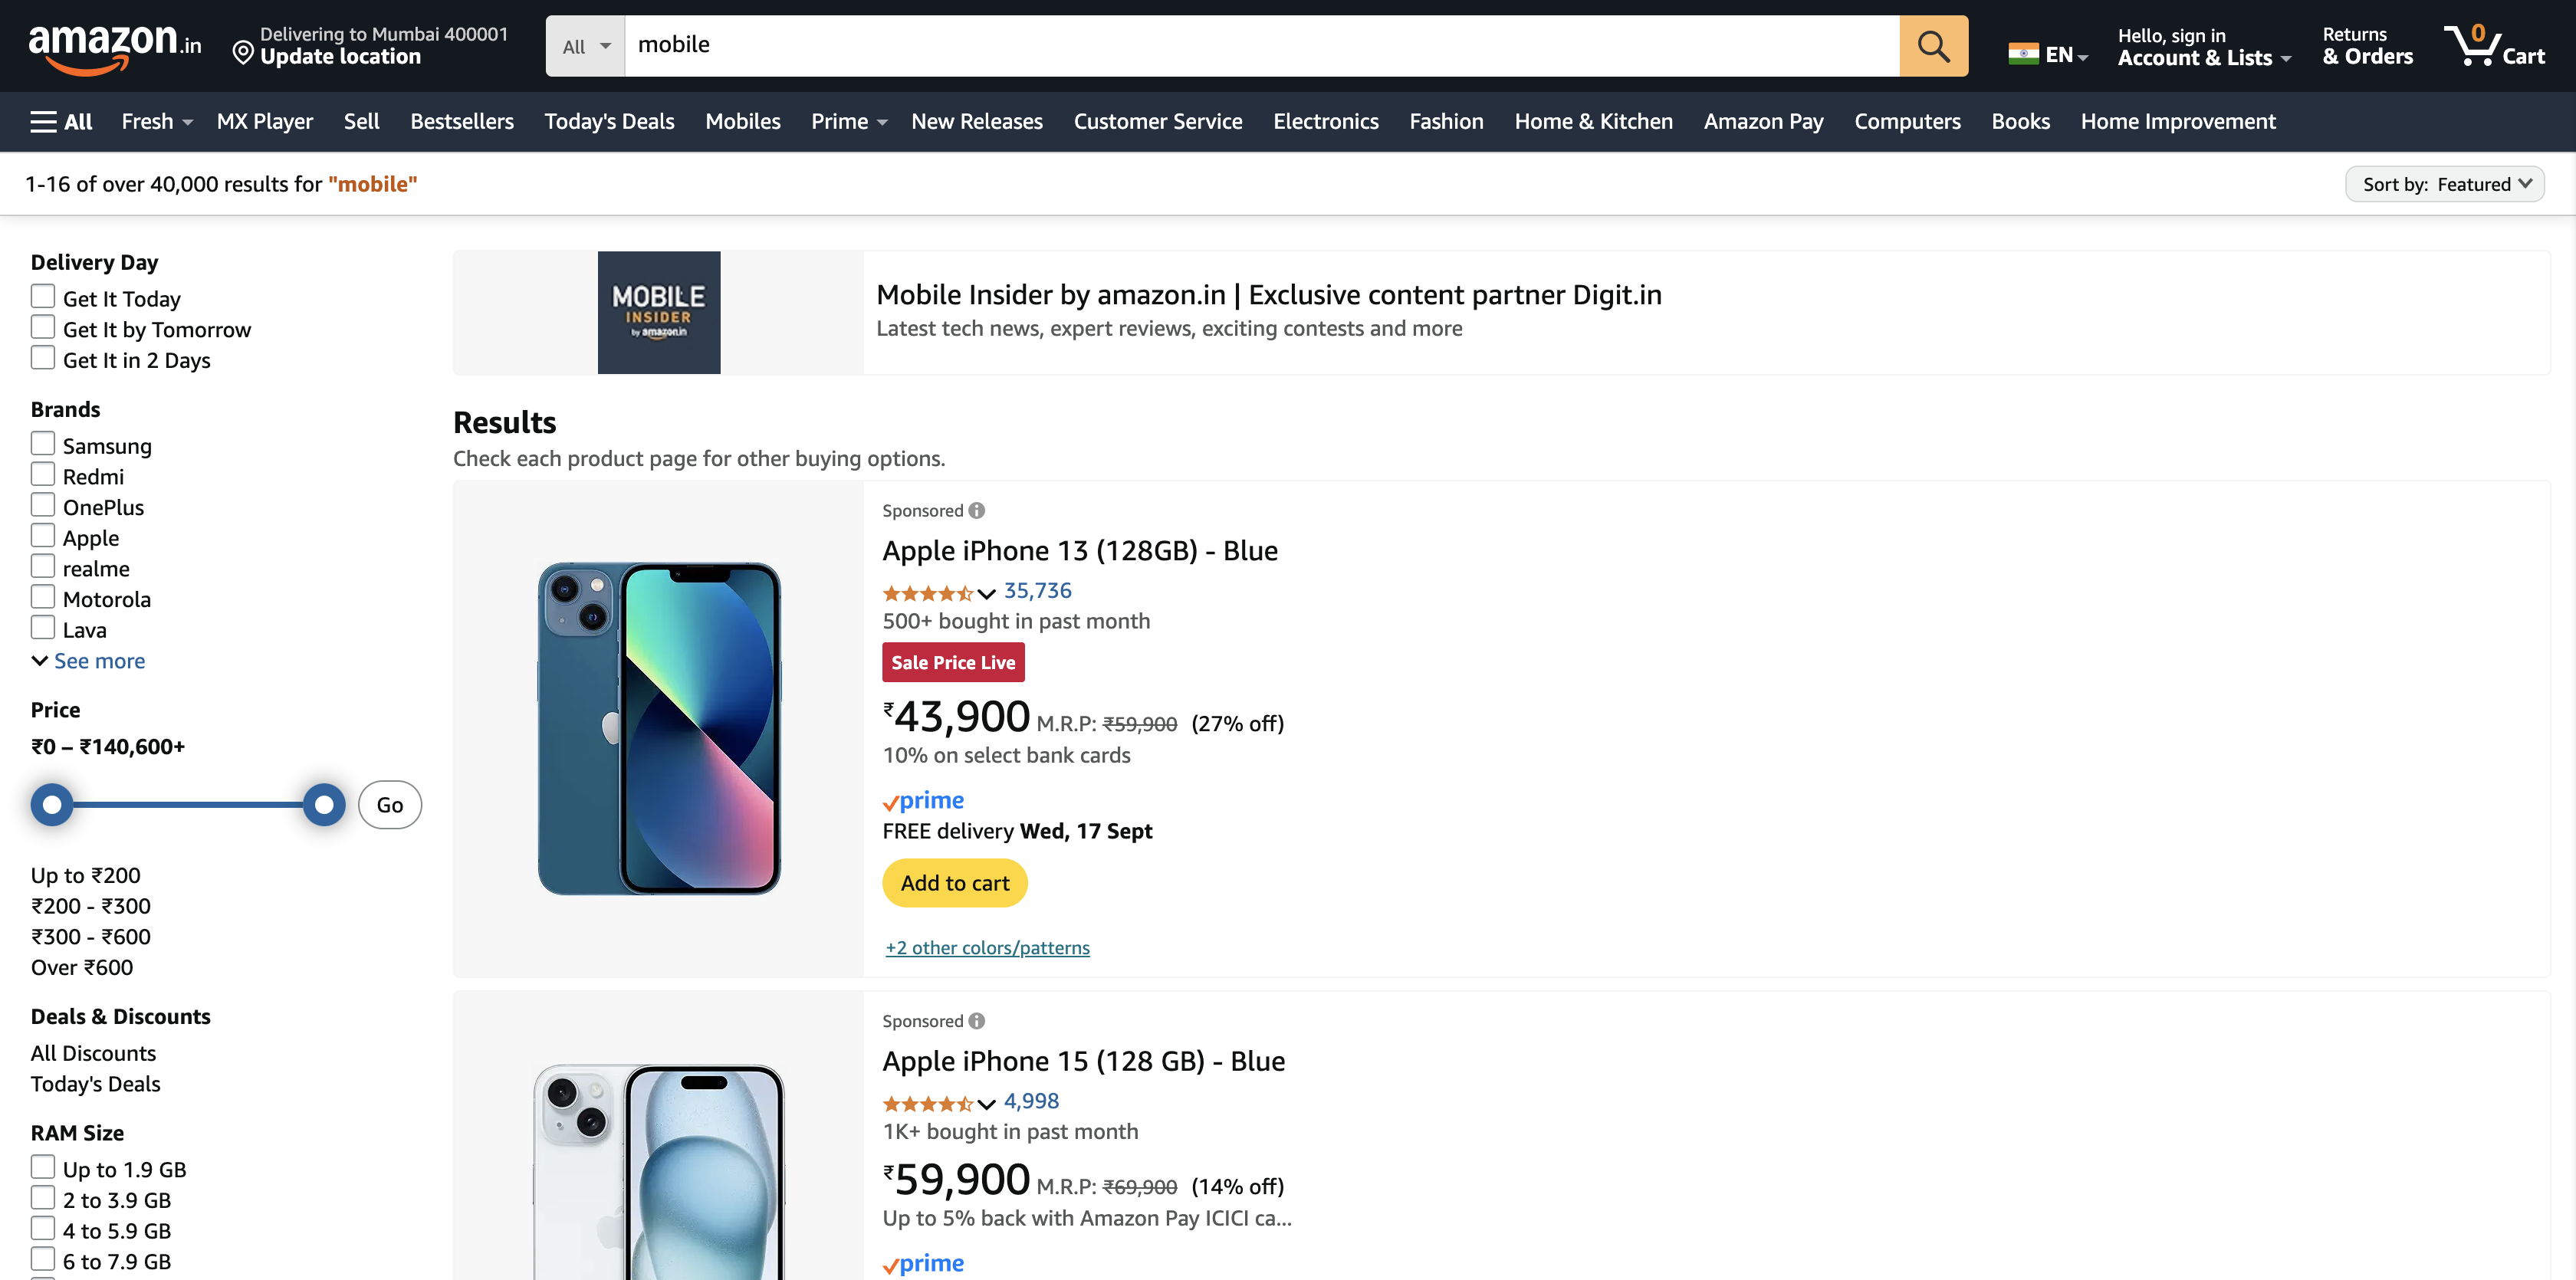 amazon.in
Delivering to Mumbai 400001
Update location
All
mobile
EN
Hello, sign in
Account & Lists
Returns
& Orders
0
Cart
All
Fresh
MX Player
Sell
Bestsellers
Today's Deals
Mobiles
Prime
New Releases
Customer Service
Electronics
Fashion
Home & Kitchen
Amazon Pay
Computers
Books
Home Improvement
1-16 of over 40,000 results for "mobile"
Sort by: Featured
Delivery Day
Get It Today
Get It by Tomorrow
Get It in 2 Days
Brands
Samsung
Redmi
OnePlus
Apple
realme
Motorola
Lava
See more
Price
₹0 – ₹140,600+
Go
Up to ₹200
₹200 - ₹300
₹300 - ₹600
Over ₹600
Deals & Discounts
All Discounts
Today's Deals
RAM Size
Up to 1.9 GB
2 to 3.9 GB
4 to 5.9 GB
6 to 7.9 GB
MOBILE
INSIDER
by amazon.in
Mobile Insider by amazon.in | Exclusive content partner Digit.in
Latest tech news, expert reviews, exciting contests and more
Results
Check each product page for other buying options.
Sponsored
Apple iPhone 13 (128GB) - Blue
35,736
500+ bought in past month
Sale Price Live
₹43,900 M.R.P: ₹59,900 (27% off)
10% on select bank cards
prime
FREE delivery Wed, 17 Sept
Add to cart
+2 other colors/patterns
Sponsored
Apple iPhone 15 (128 GB) - Blue
4,998
1K+ bought in past month
₹59,900 M.R.P: ₹69,900 (14% off)
Up to 5% back with Amazon Pay ICICI ca...
prime